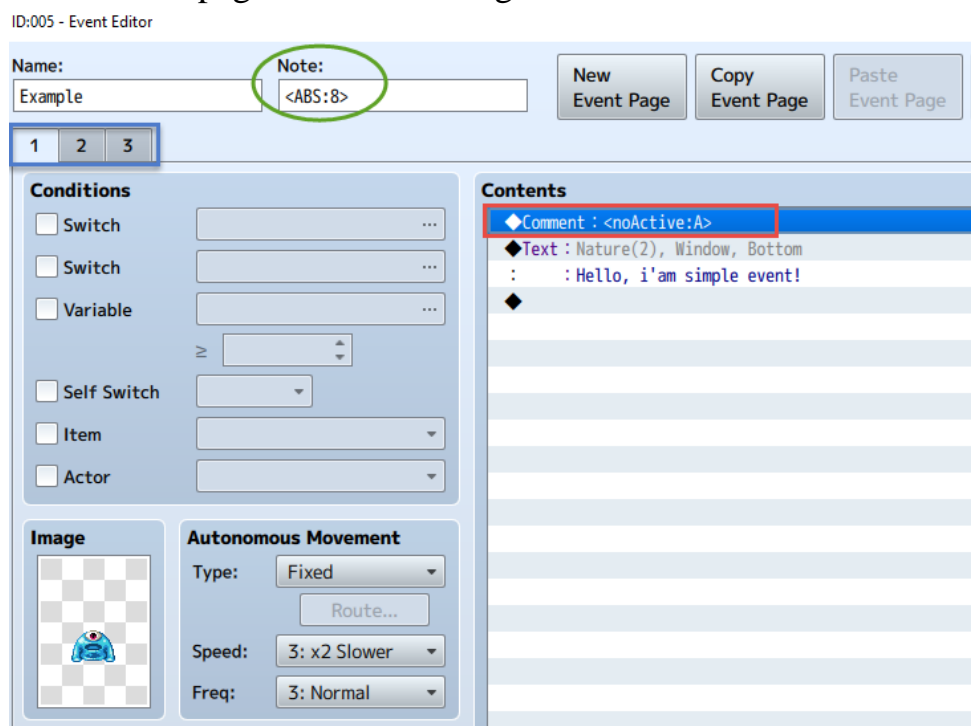 ID:005 - Event Editor
Name:
Note:
Example
<ABS:8>
New
Event Page
Copy
Event Page
Paste
Event Page
1 2 3
Conditions
Switch ...
Switch ...
Variable ...
≥
Self Switch
Item
Actor
Contents
◆Comment : <noActive:A>
◆Text : Nature(2), Window, Bottom
: : Hello, i'am simple event!
◆
Image
Autonomous Movement
Type: Fixed
Route...
Speed: 3: x2 Slower
Freq: 3: Normal